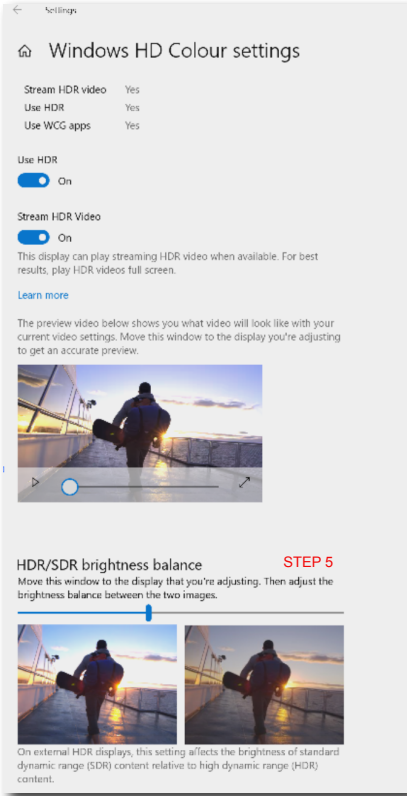 Settings
Windows HD Colour settings
Stream HDR video Yes
Use HDR Yes
Use WCG apps Yes
Use HDR
On
Stream HDR Video
On
This display can play streaming HDR video when available. For best
results, play HDR videos full screen.
Learn more
The preview video below shows you what video will look like with your
current video settings. Move this window to the display you're adjusting
to get an accurate preview.
HDR/SDR brightness balance STEP 5
Move this window to the display that you're adjusting. Then adjust the
brightness balance between the two images.
On external HDR displays, this setting affects the brightness of standard
dynamic range (SDR) content relative to high dynamic range (HDR)
content.